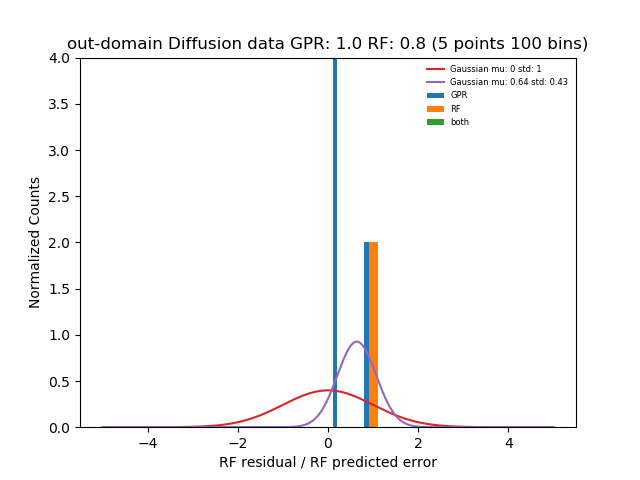 out-domain Diffusion data GPR: 1.0 RF: 0.8 (5 points 100 bins)
Gaussian mu: 0 std: 1
Gaussian mu: 0.64 std: 0.43
GPR
RF
both
Normalized Counts
4.0
3.5
3.0
2.5
2.0
1.5
1.0
0.5
0.0
−4 −2 0 2 4
RF residual / RF predicted error